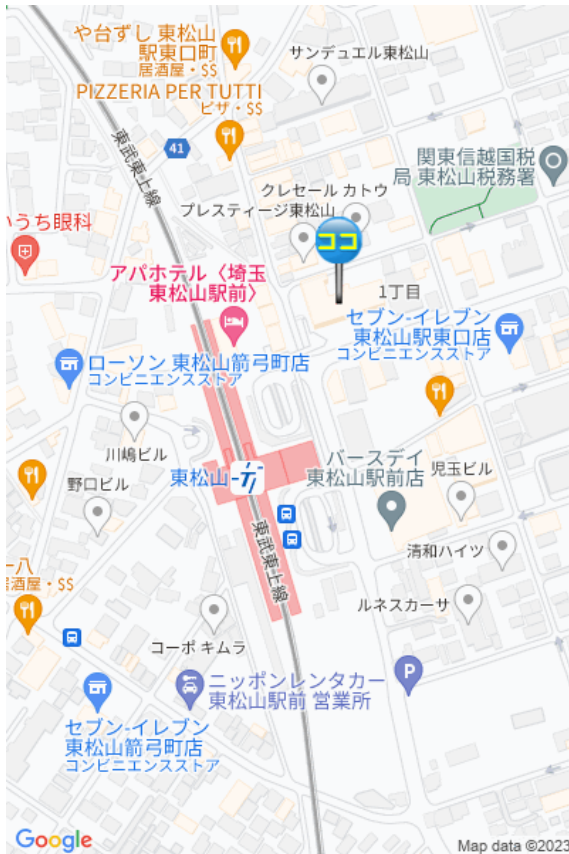 や台ずし 東松山
駅東口町
居酒屋・$$
サンデュエル東松山
PIZZERIA PER TUTTI
ピザ・$$
東武東上線
41
関東信越国税
局 東松山税務署
クレセール カトウ
プレスティージ東松山
いうち眼科
ココ
アパホテル〈埼玉
東松山駅前〉
1丁目
セブン-イレブン
東松山駅東口店
コンビニエンスストア
ローソン 東松山箭弓町店
コンビニエンスストア
川嶋ビル
東松山
バースデイ
東松山駅前店
児玉ビル
野口ビル
東武東上線
清和ハイツ
一八
居酒屋・$$
ルネスカーサ
コーポ キムラ
P
ニッポンレンタカー
東松山駅前 営業所
セブン-イレブン
東松山箭弓町店
コンビニエンスストア
Google
Map data ©2023